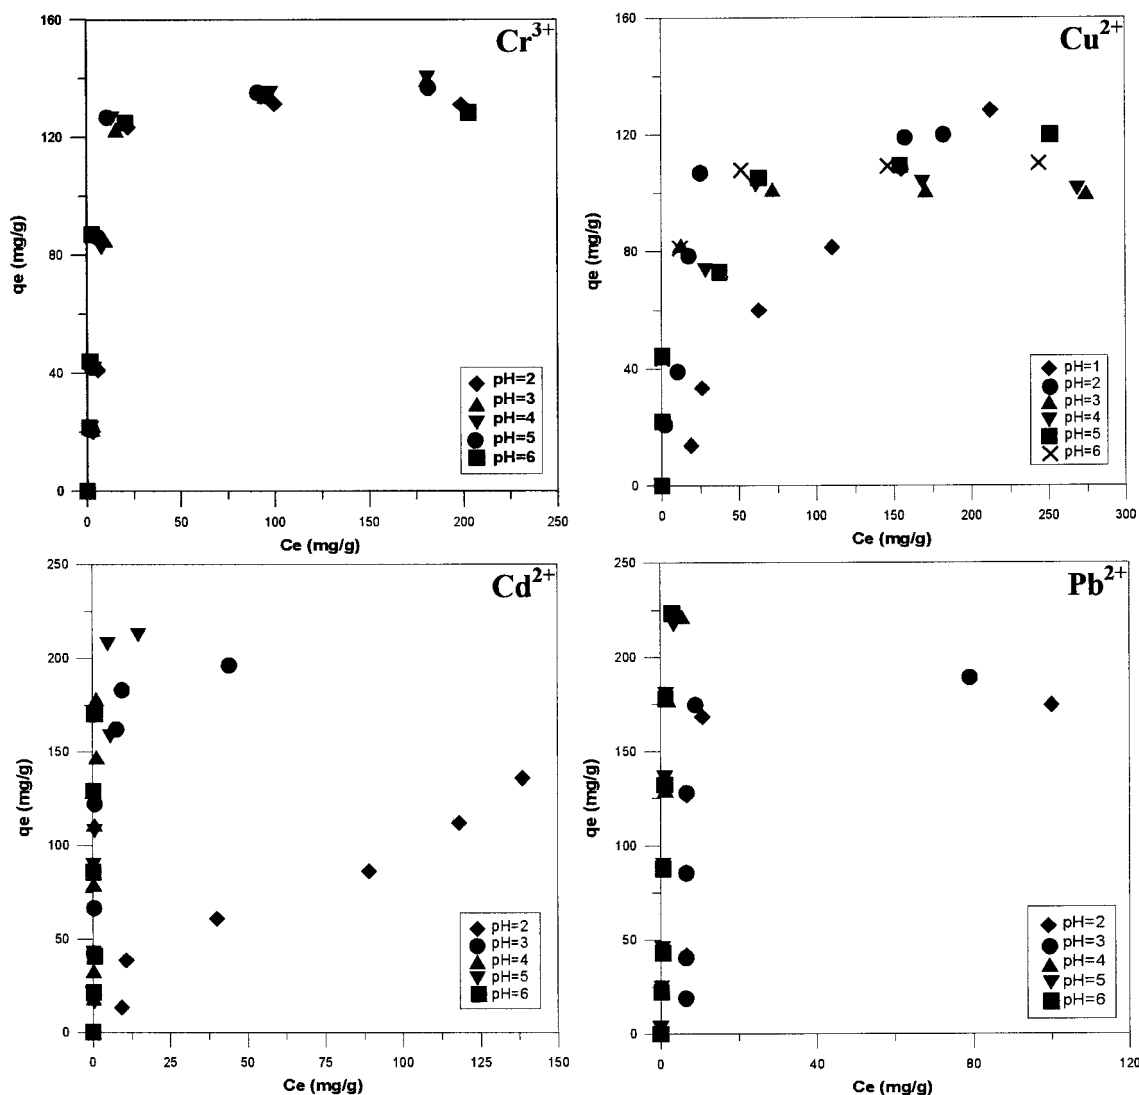 Cr3+
160
120
80
40
0
qe (mg/g)
0 50 100 150 200 250
Ce (mg/g)
pH=2
pH=3
pH=4
pH=5
pH=6
Cu2+
160
120
80
40
0
qe (mg/g)
0 50 100 150 200 250 300
Ce (mg/g)
pH=1
pH=2
pH=3
pH=4
pH=5
pH=6
Cd2+
250
200
150
100
50
0
qe (mg/g)
0 25 50 75 100 125 150
Ce (mg/g)
pH=2
pH=3
pH=4
pH=5
pH=6
Pb2+
250
200
150
100
50
0
qe (mg/g)
0 40 80 120
Ce (mg/g)
pH=2
pH=3
pH=4
pH=5
pH=6